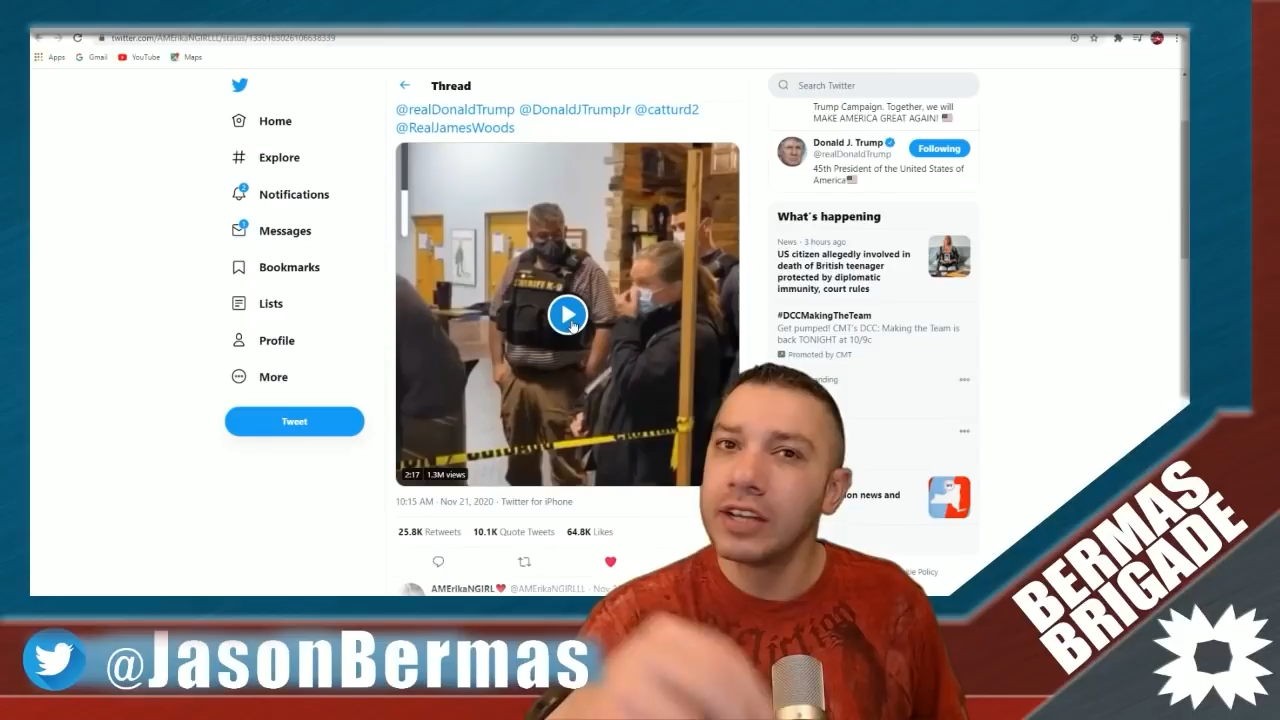 twitter.com/AMErikaNGIRLLL/status/1330183026106638339
Apps Gmail YouTube Maps
Home
Explore
2
Notifications
1
Messages
Bookmarks
Lists
Profile
More
Tweet
Thread
@realDonaldTrump @DonaldJTrumpJr @catturd2
@RealJamesWoods
SHERIFF K-9
CAUTION
2:17 1.3M views
10:15 AM · Nov 21, 2020 · Twitter for iPhone
25.8K Retweets 10.1K Quote Tweets 64.8K Likes
AMErikaNGIRL❤ @AMErikaNGIRLLL
Search Twitter
Trump Campaign. Together, we will
MAKE AMERICA GREAT AGAIN!
Donald J. Trump
@realDonaldTrump
Following
45th President of the United States of
America
What's happening
News · 3 hours ago
US citizen allegedly involved in
death of British teenager
protected by diplomatic
immunity, court rules
#DCCMakingTheTeam
Get pumped! CMT's DCC: Making the Team is
back TONIGHT at 10/9c
Promoted by CMT
news and
Policy
@JasonBermas
BERMAS
BRIGADE